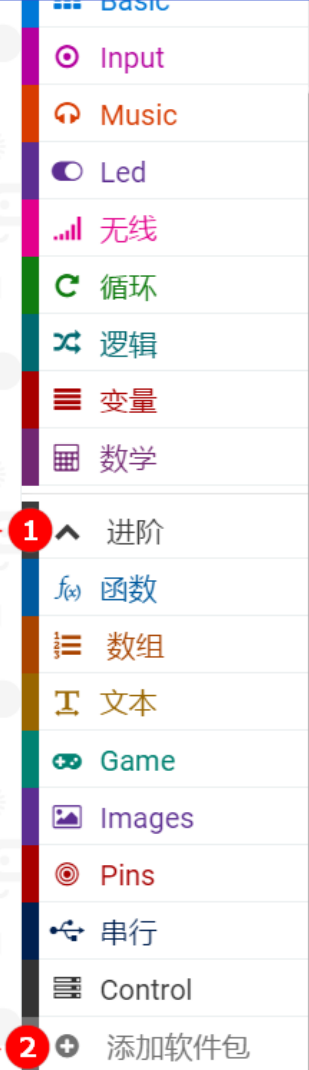 Basic
Input
Music
Led
无线
循环
逻辑
变量
数学
1 进阶
f(x) 函数
数组
文本
Game
Images
Pins
串行
Control
2 添加软件包